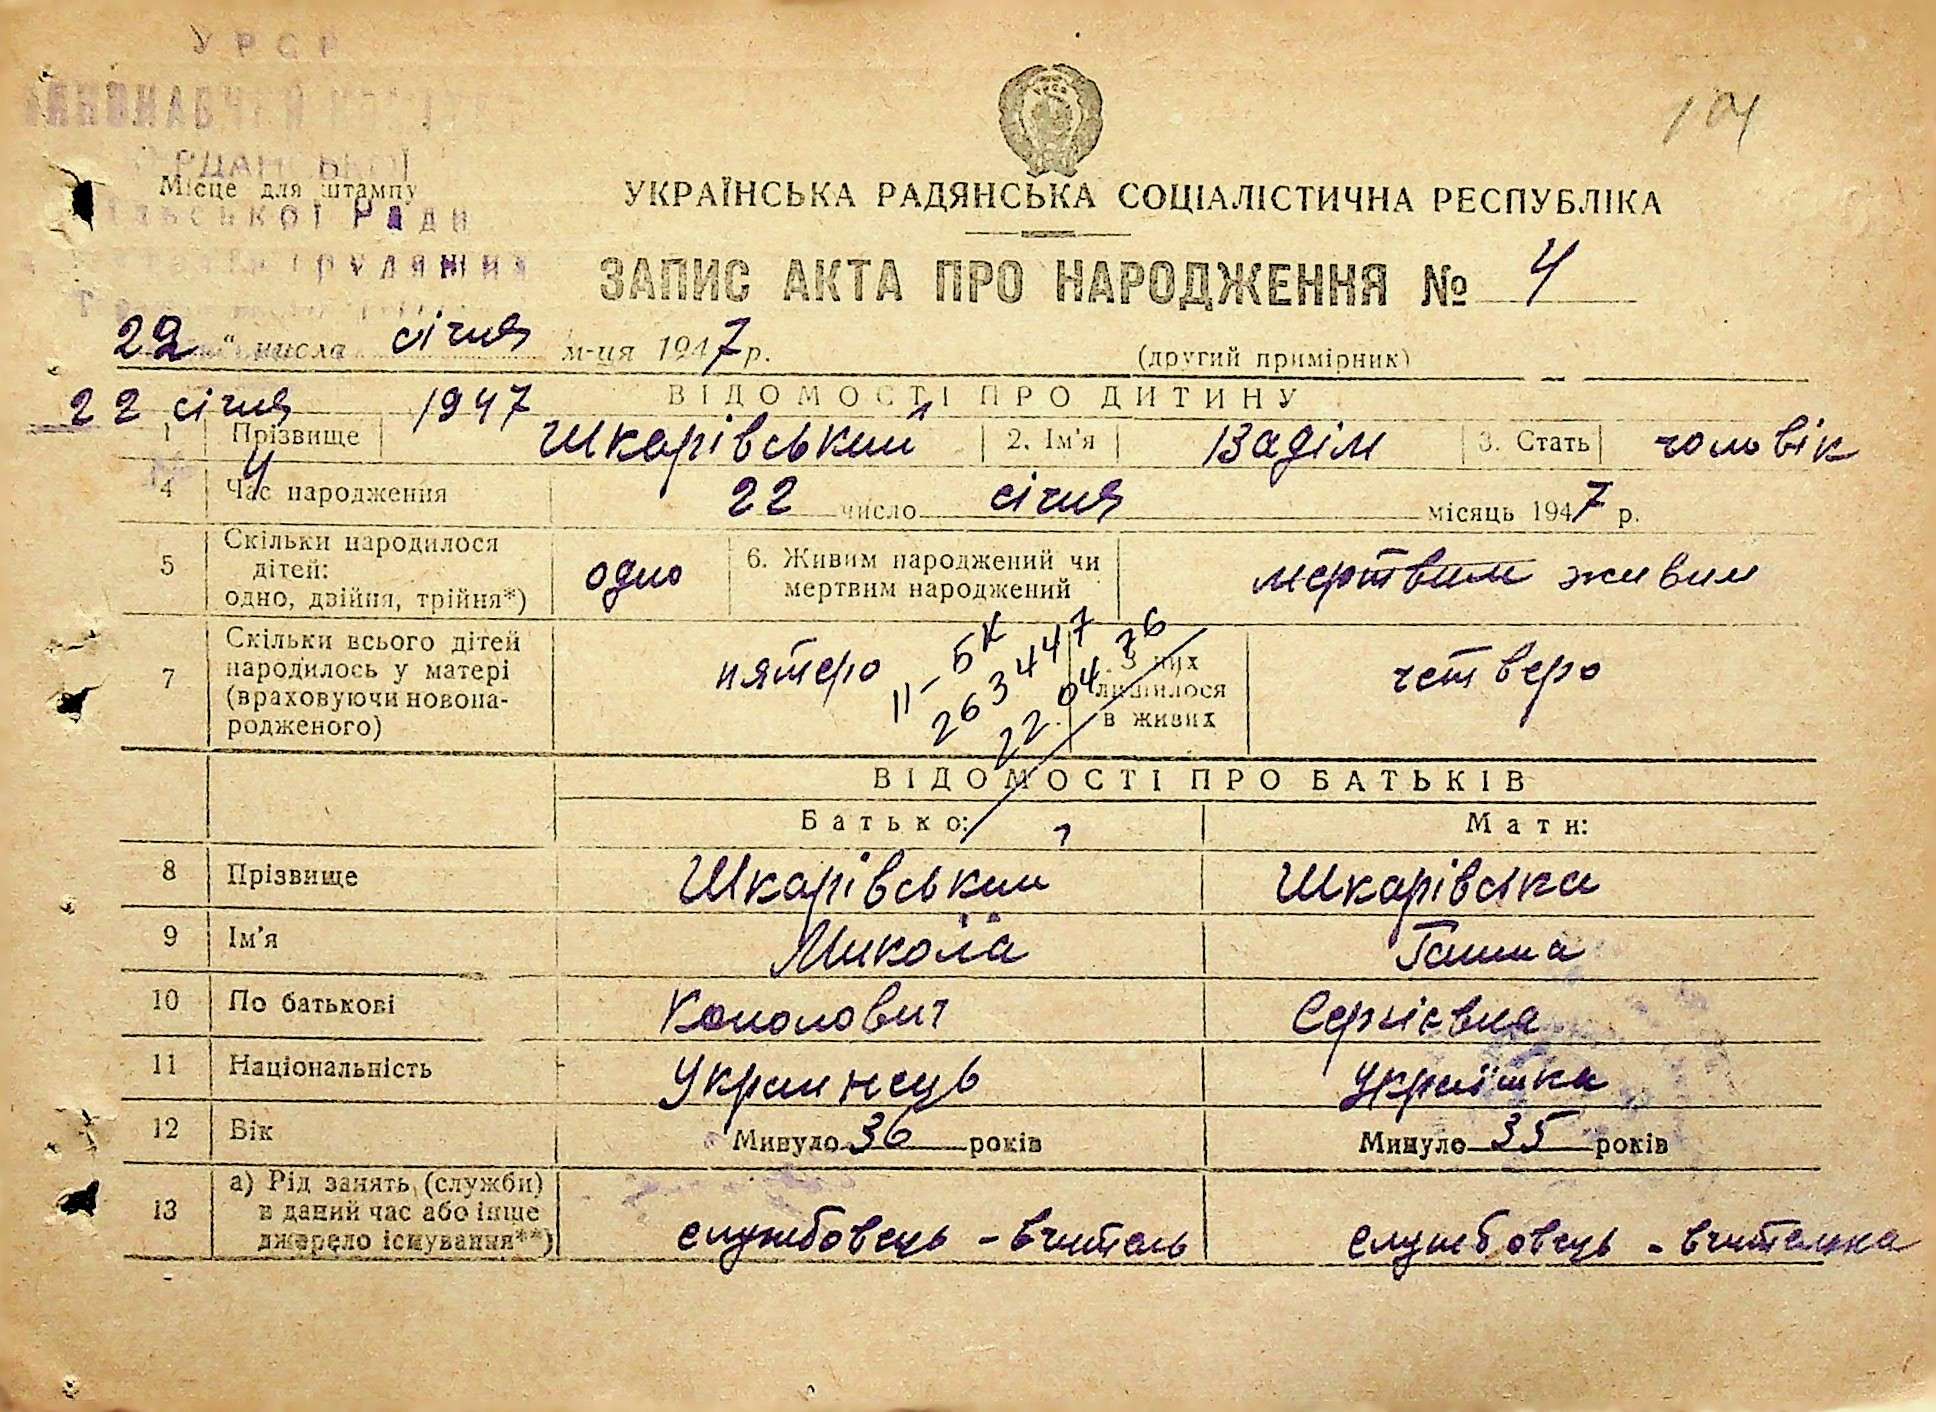 УРСР
Ради
Місце для штампу
104
УКРАЇНСЬКА РАДЯНСЬКА СОЦІАЛІСТИЧНА РЕСПУБЛІКА
ЗАПИС АКТА ПРО НАРОДЖЕННЯ № 4
22 " числа січня м-ця 1947 р.
(другий примірник)
22 січня 1947
4
ВІДОМОСТІ ПРО ДИТИНУ
1 Прізвище Шкарівський 2. Ім'я Вадім 3. Стать чоловік
4 Час народження 22 число січня місяць 1947 р.
5 Скільки народилося дітей: одно, двійня, трійня*) одно 6. Живим народжений чи мертвим народжений мертвим живим
7 Скільки всього дітей народилось у матері (враховуючи новонародженого) пятеро З них лишилося в живих четверо
II-БК
263447
22.04.76
ВІДОМОСТІ ПРО БАТЬКІВ
Батько: Мати:
8 Прізвище Шкарівський Шкарівська
9 Ім'я Микола Ганна
10 По батькові Сергієвна
11 Національність Украінець Українка
12 Вік Минуло 36 років Минуло 35 років
13 а) Рід занять (служби) в даний час або інше джерело існування**) службовець - вчитель службовець - вчителька